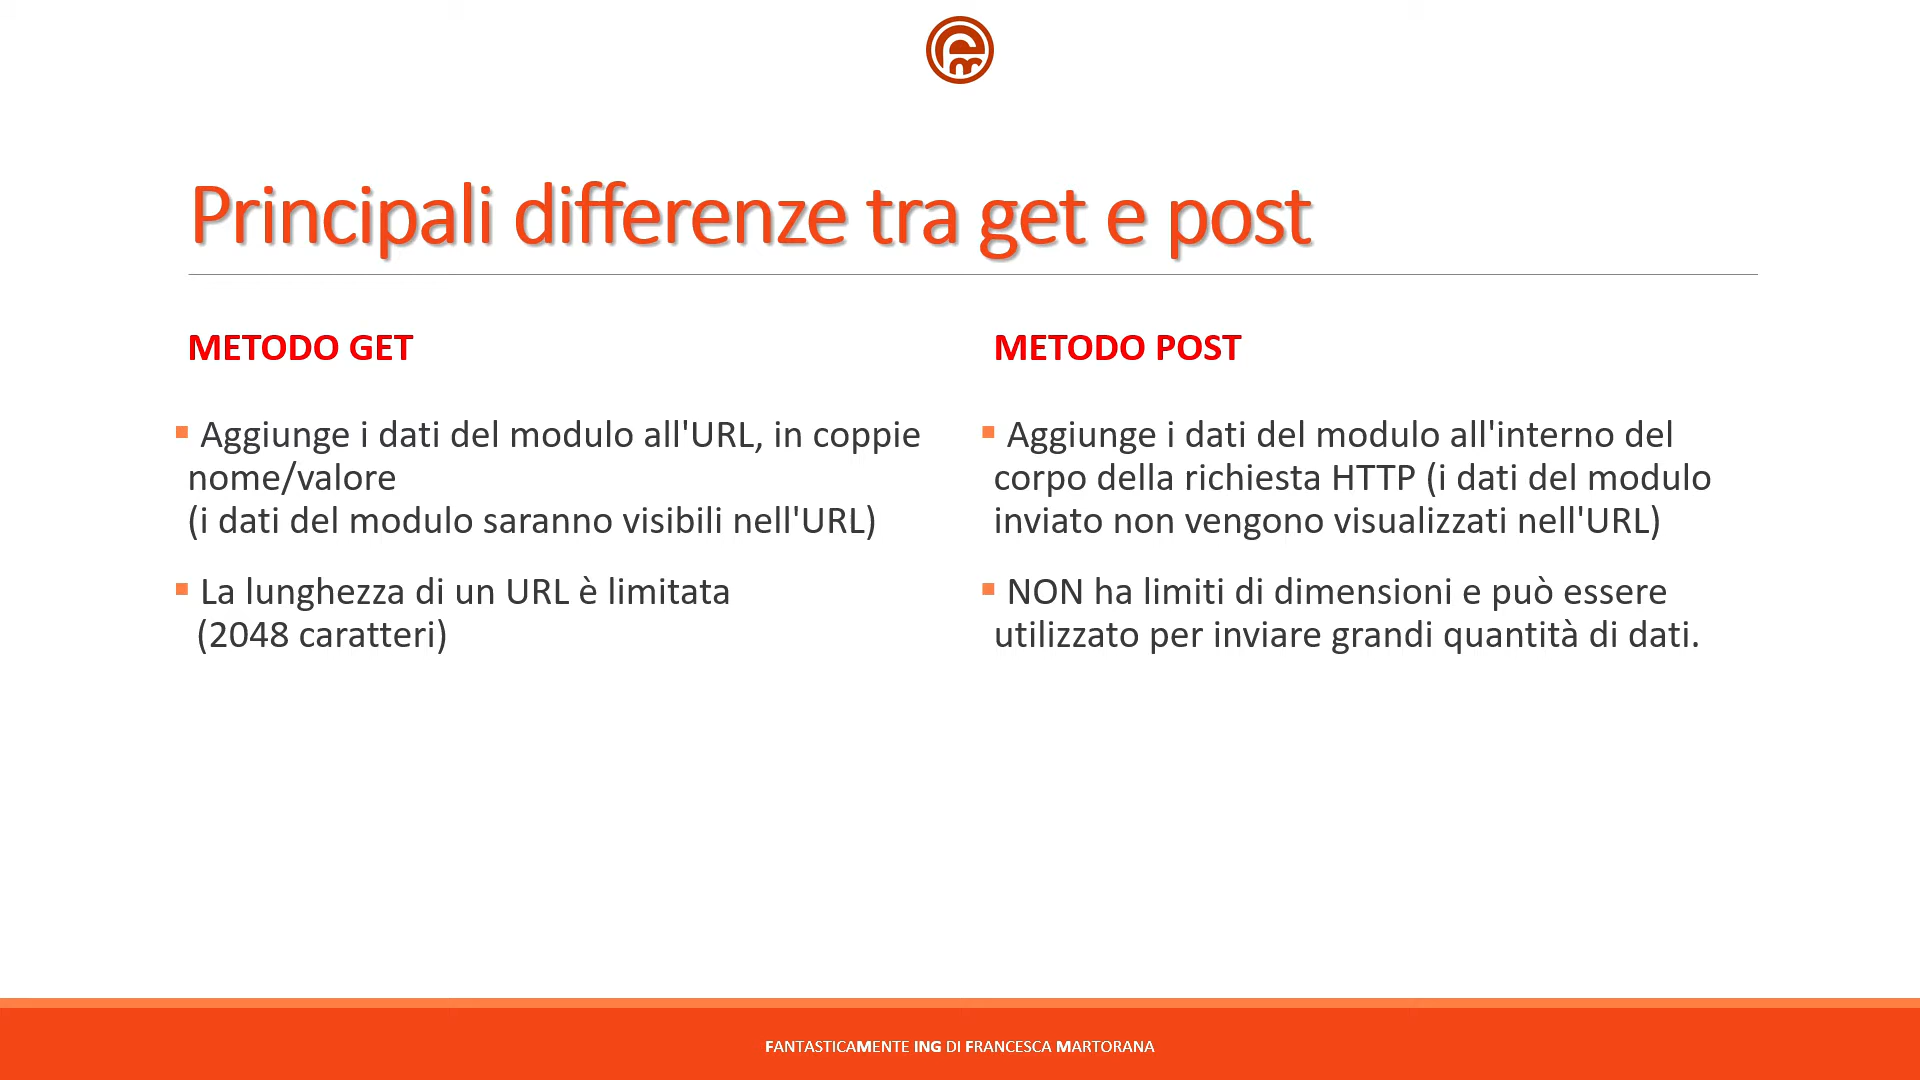 Principali differenze tra get e post
METODO GET
Aggiunge i dati del modulo all'URL, in coppie
nome/valore
(i dati del modulo saranno visibili nell'URL)
La lunghezza di un URL è limitata
(2048 caratteri)
METODO POST
Aggiunge i dati del modulo all'interno del
corpo della richiesta HTTP (i dati del modulo
inviato non vengono visualizzati nell'URL)
NON ha limiti di dimensioni e può essere
utilizzato per inviare grandi quantità di dati.
FANTASTICAMENTE ING DI FRANCESCA MARTORANA